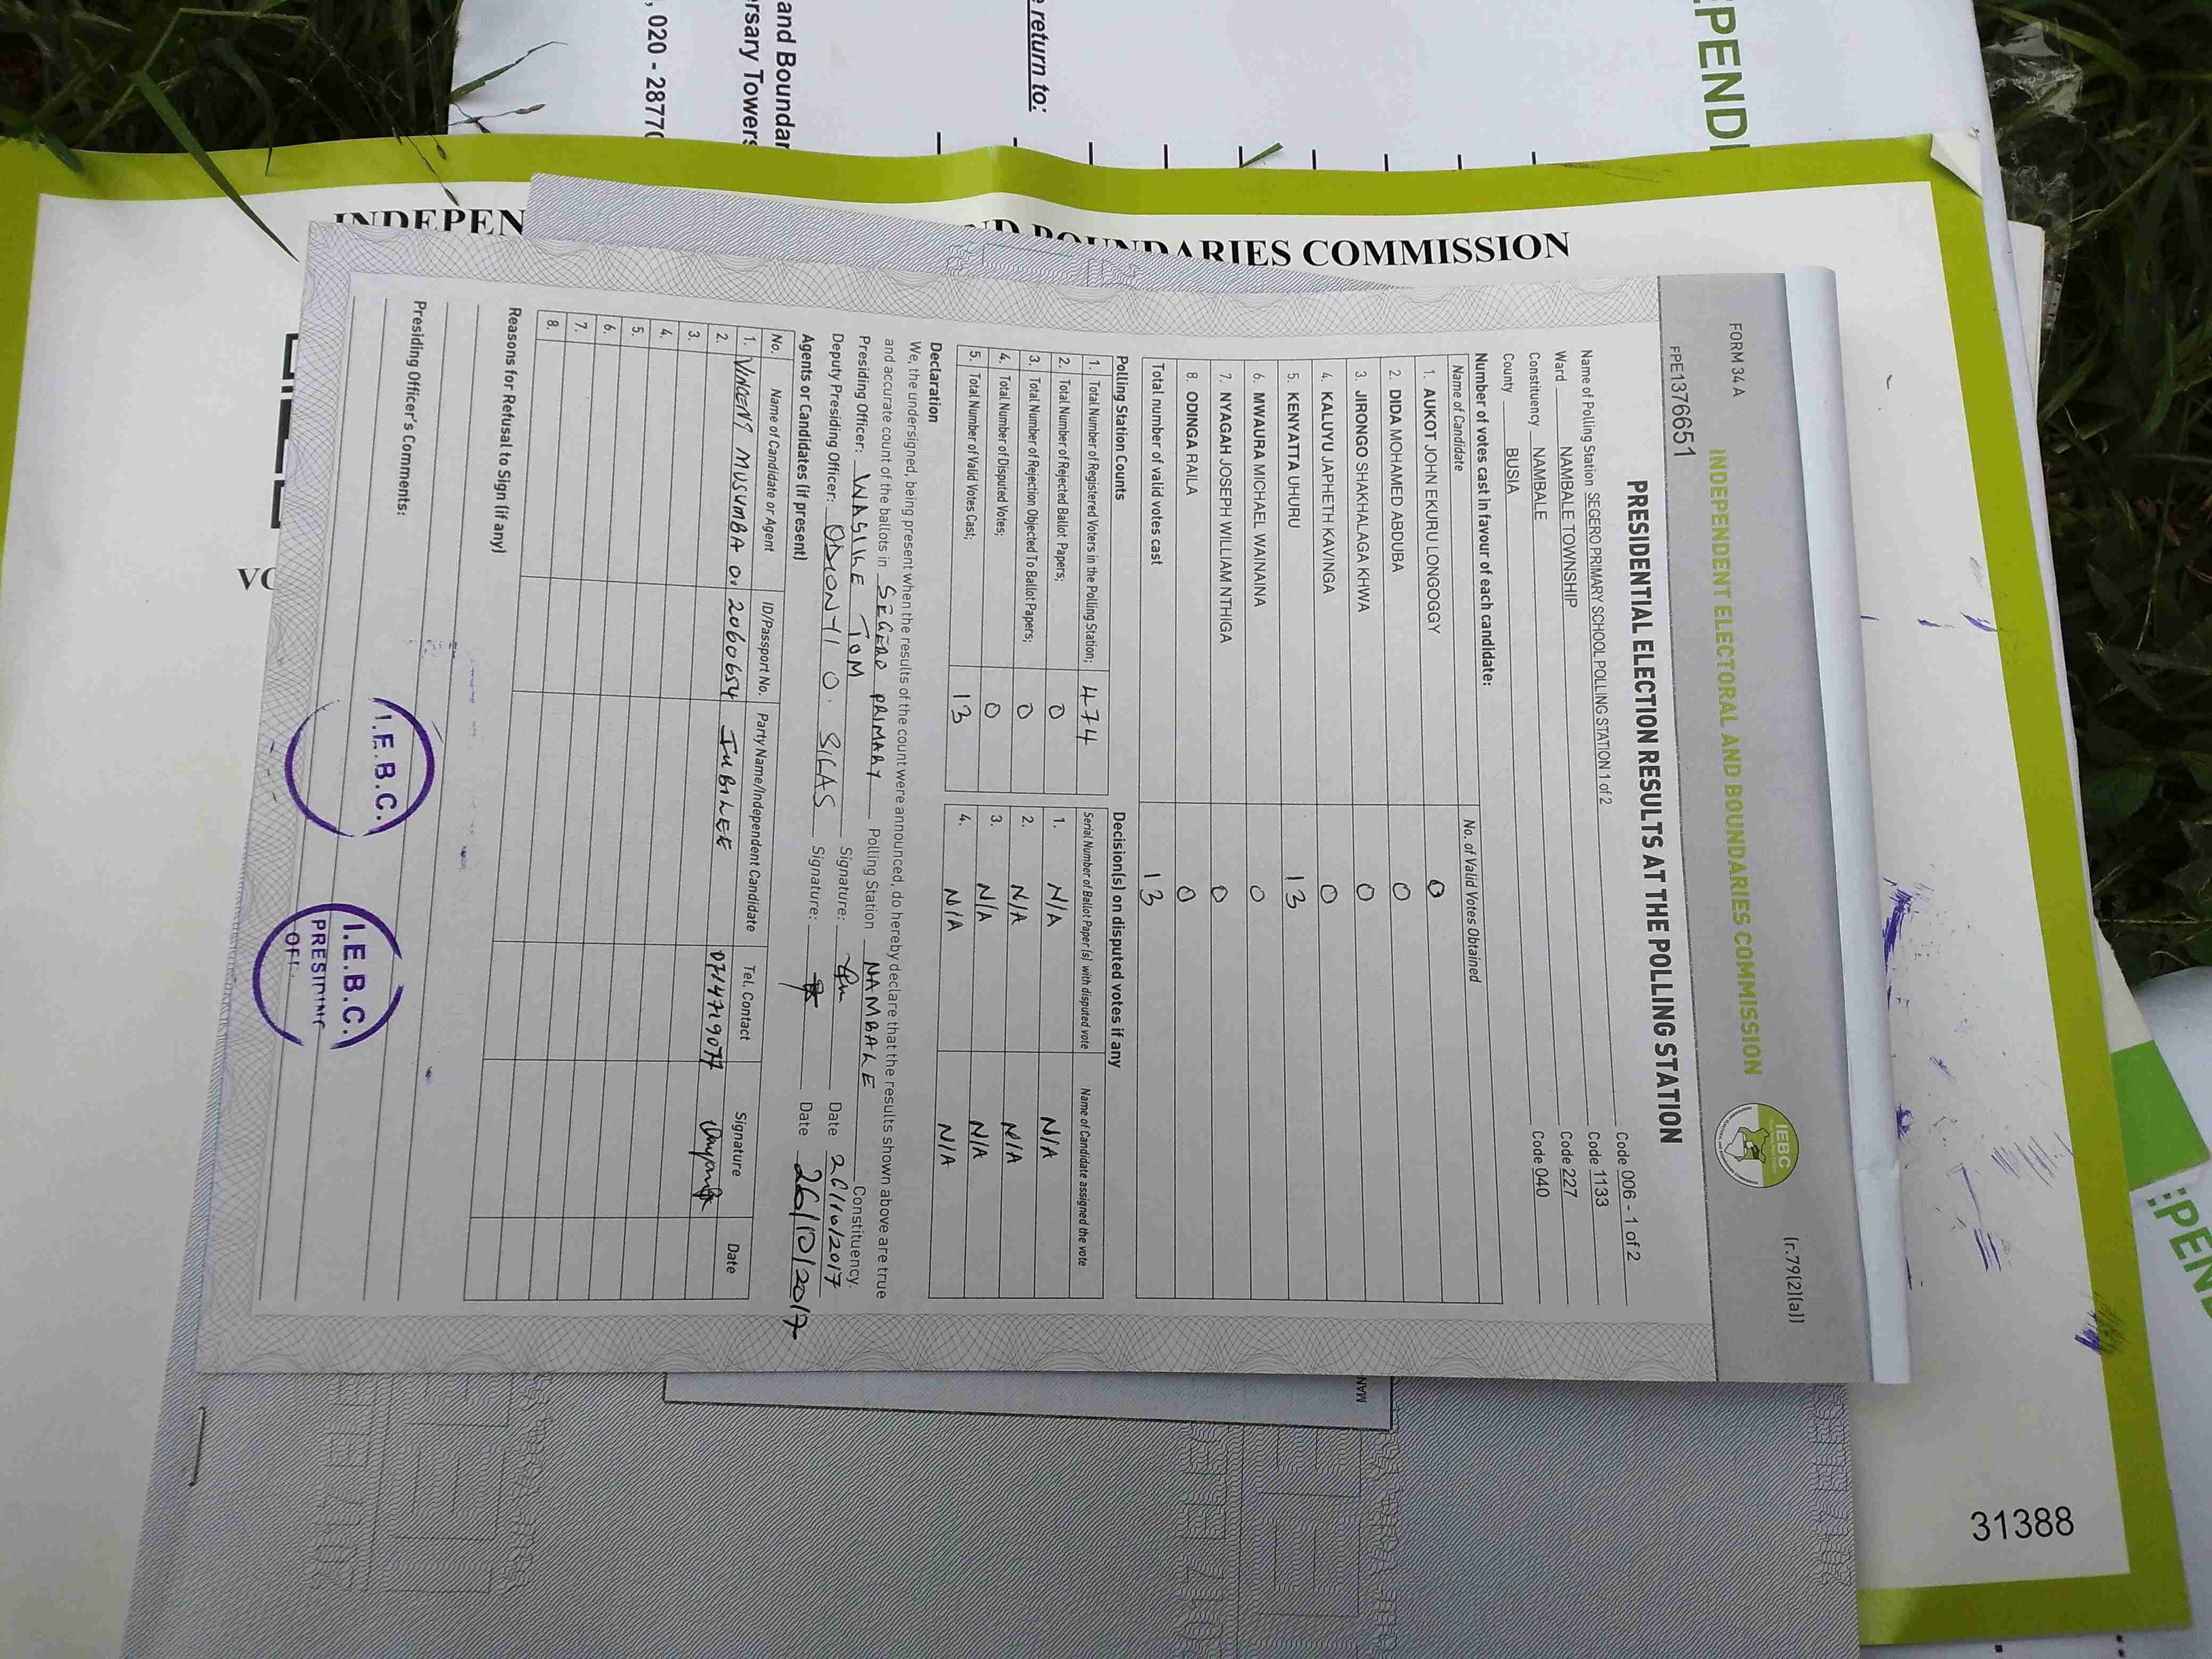 FORM 34 A
(r.79(2)(a))
INDEPENDENT ELECTORAL AND BOUNDARIES COMMISSION
IEBC
FPE1376651
PRESIDENTIAL ELECTION RESULTS AT THE POLLING STATION
Name of Polling Station SEGERO PRIMARY SCHOOL POLLING STATION 1 of 2 Code 006 - 1 of 2
Ward NAMBALE TOWNSHIP Code 1133
Constituency NAMBALE Code 227
County BUSIA Code 040
Number of votes cast in favour of each candidate:
Name of Candidate No. of Valid Votes Obtained
1. AUKOT JOHN EKURU LONGOGGY 0
2. DIDA MOHAMED ABDUBA 0
3. JIRONGO SHAKHALAGA KHWA 0
4. KALUYU JAPHETH KAVINGA 0
5. KENYATTA UHURU 13
6. MWAURA MICHAEL WAINAINA 0
7. NYAGAH JOSEPH WILLIAM NTHIGA 0
8. ODINGA RAILA 0
Total number of valid votes cast 13
Polling Station Counts
1. Total Number of Registered Voters in the Polling Station; 474
2. Total Number of Rejected Ballot Papers; 0
3. Total Number of Rejection Objected To Ballot Papers; 0
4. Total Number of Disputed Votes; 0
5. Total Number of Valid Votes Cast; 13
Decision(s) on disputed votes if any
Serial Number of Ballot Paper (s) with disputed vote Name of Candidate assigned the vote
1. N/A N/A
2. N/A N/A
3. N/A N/A
4. N/A N/A
Declaration
We, the undersigned, being present when the results of the count were announced, do hereby declare that the results shown above are true
and accurate count of the ballots in SEGERO PRIMARY Polling Station NAMBALE Constituency.
Presiding Officer: WASIKE TOM Signature: Date 26/10/2017
Deputy Presiding Officer: O. SILAS Signature: Date 26/10/2017
Agents or Candidates (if present)
No. Name of Candidate or Agent ID/Passport No. Party Name/Independent Candidate Tel. Contact Signature Date
1. VINCENT MUSUMBA O. 20606654 JUBILEE 0714719077
2.
3.
4.
5.
6.
7.
8.
Reasons for Refusal to Sign (if any)
Presiding Officer's Comments:
I.E.B.C.
I.E.B.C.
PRESIDING
OFF
INDEPEN ND BOUNDARIES COMMISSION
VO
31388
and Boundar
rsary Towers
, 020 - 2877
e return to:
EPENDE
EPEN
MAN